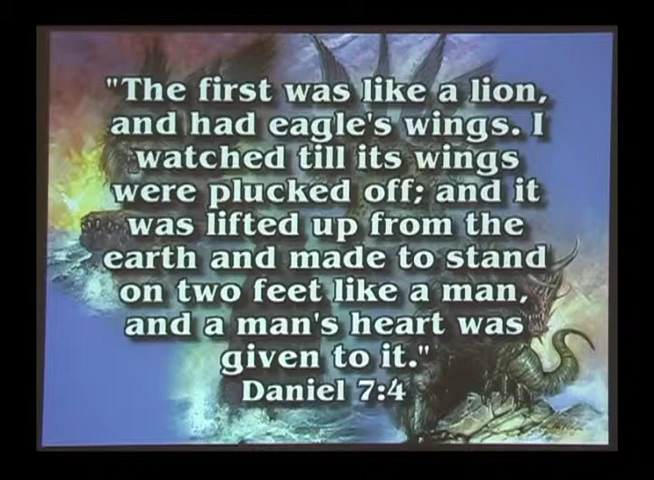 "The first was like a lion,
and had eagle's wings. I
watched till its wings
were plucked off; and it
was lifted up from the
earth and made to stand
on two feet like a man,
and a man's heart was
given to it."
Daniel 7:4